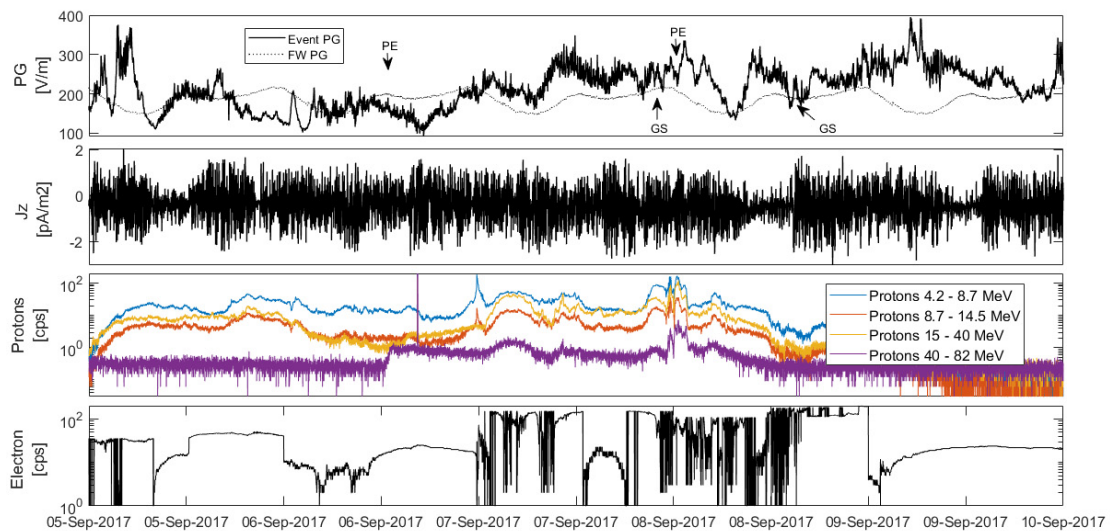 400
300
200
100
PG
[V/m]
Event PG
FW PG
PE
PE
GS
GS
2
0
-2
Jz
[pA/m2]
10²
10⁰
Protons
[cps]
Protons 4.2 - 8.7 MeV
Protons 8.7 - 14.5 MeV
Protons 15 - 40 MeV
Protons 40 - 82 MeV
10²
10⁰
Electron
[cps]
05-Sep-2017 05-Sep-2017 06-Sep-2017 06-Sep-2017 07-Sep-2017 07-Sep-2017 08-Sep-2017 08-Sep-2017 09-Sep-2017 09-Sep-2017 10-Sep-2017